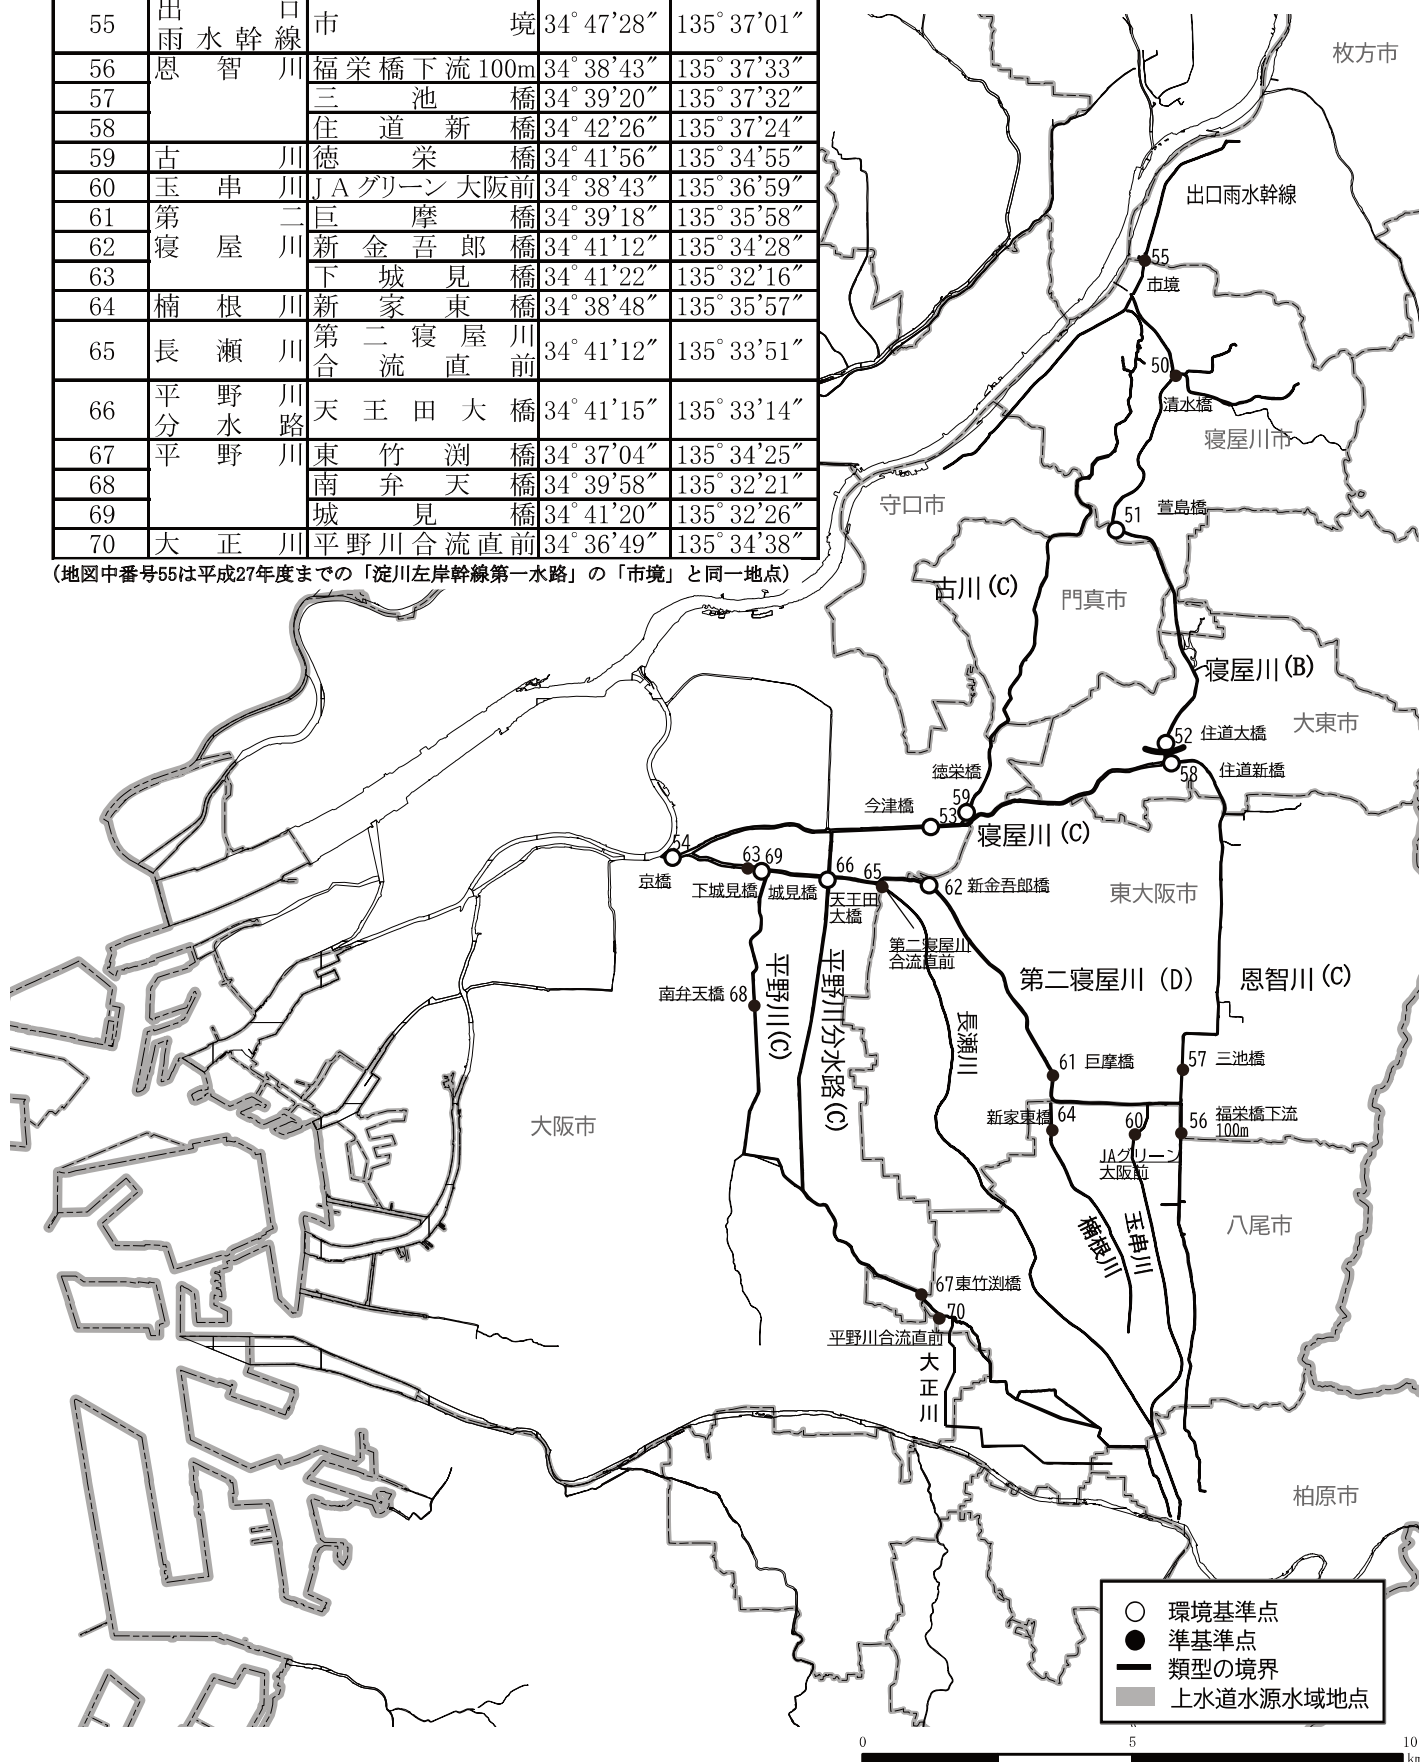 55 出口雨水幹線 市境 34°47′28″ 135°37′01″
56 恩智川 福栄橋下流100m 34°38′43″ 135°37′33″
57 三池橋 34°39′20″ 135°37′32″
58 住道新橋 34°42′26″ 135°37′24″
59 古川 徳栄橋 34°41′56″ 135°34′55″
60 玉串川 JAグリーン大阪前 34°38′43″ 135°36′59″
61 第二寝屋川 巨摩橋 34°39′18″ 135°35′58″
62 新金吾郎橋 34°41′12″ 135°34′28″
63 下城見橋 34°41′22″ 135°32′16″
64 楠根川 新家東橋 34°38′48″ 135°35′57″
65 長瀬川 第二寝屋川合流直前 34°41′12″ 135°33′51″
66 平野川分水路 天王田大橋 34°41′15″ 135°33′14″
67 平野川 東竹渕橋 34°37′04″ 135°34′25″
68 南弁天橋 34°39′58″ 135°32′21″
69 城見橋 34°41′20″ 135°32′26″
70 大正川 平野川合流直前 34°36′49″ 135°34′38″
(地図中番号55は平成27年度までの「淀川左岸幹線第一水路」の「市境」と同一地点)
枚方市
出口雨水幹線
55
市境
50
清水橋
寝屋川市
守口市
51
萱島橋
古川(C)
門真市
寝屋川(B)
大東市
52 住道大橋
58 住道新橋
徳栄橋
59
今津橋
53
寝屋川(C)
54
京橋
63
下城見橋
69
城見橋
66
天王田
大橋
65
第二寝屋川
合流直前
62 新金吾郎橋
東大阪市
第二寝屋川(D)
恩智川(C)
南弁天橋 68
平野川(C)
平野川分水路(C)
長瀬川
61 巨摩橋
57 三池橋
新家東橋
64
60
JAグリーン
大阪前
56 福栄橋下流
100m
大阪市
八尾市
楠根川
玉串川
67 東竹渕橋
70
平野川合流直前
大正川
柏原市
○ 環境基準点
● 準基準点
類型の境界
上水道水源水域地点
0 5 10
km